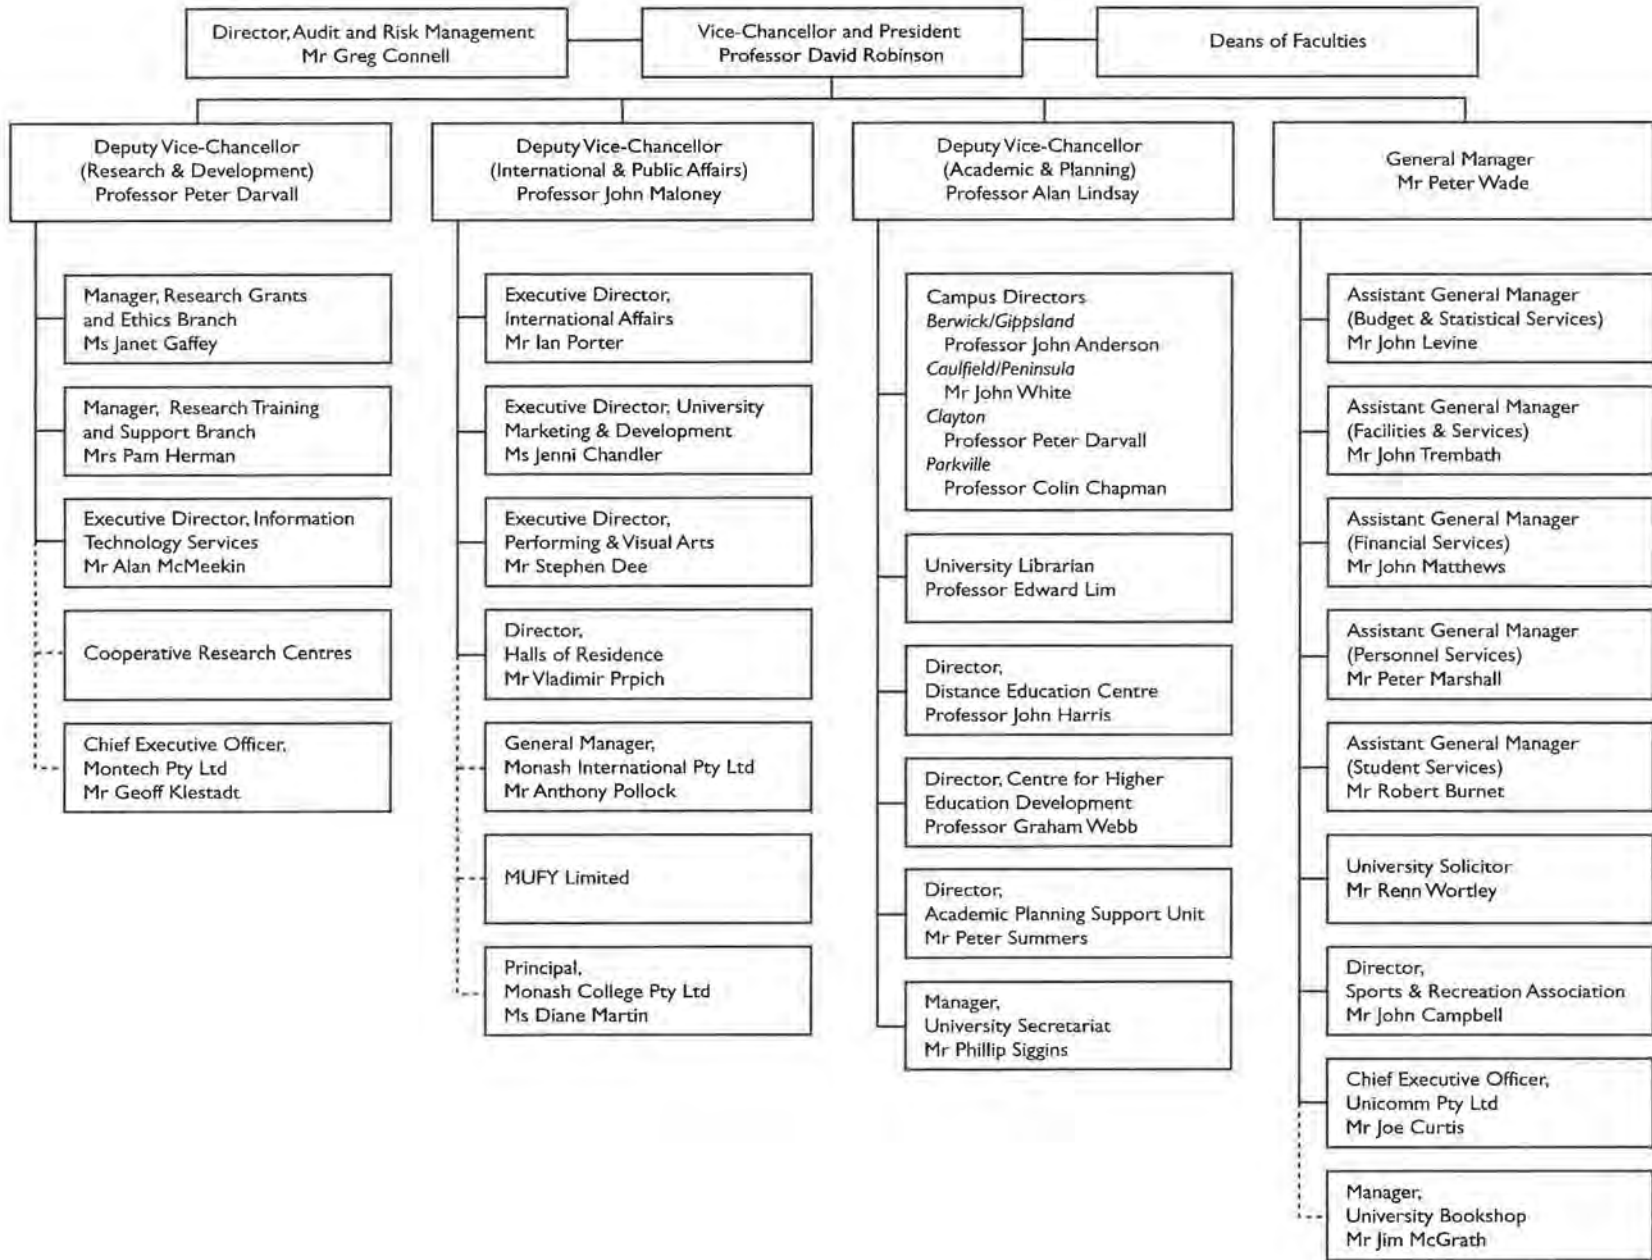 Director, Audit and Risk Management
Mr Greg Connell
Vice-Chancellor and President
Professor David Robinson
Deans of Faculties
Deputy Vice-Chancellor
(Research & Development)
Professor Peter Darvall
Deputy Vice-Chancellor
(International & Public Affairs)
Professor John Maloney
Deputy Vice-Chancellor
(Academic & Planning)
Professor Alan Lindsay
General Manager
Mr Peter Wade
Manager, Research Grants
and Ethics Branch
Ms Janet Gaffey
Manager, Research Training
and Support Branch
Mrs Pam Herman
Executive Director, Information
Technology Services
Mr Alan McMeekin
Cooperative Research Centres
Chief Executive Officer,
Montech Pty Ltd
Mr Geoff Klestadt
Executive Director,
International Affairs
Mr Ian Porter
Executive Director, University
Marketing & Development
Ms Jenni Chandler
Executive Director,
Performing & Visual Arts
Mr Stephen Dee
Director,
Halls of Residence
Mr Vladimir Prpich
General Manager,
Monash International Pty Ltd
Mr Anthony Pollock
MUFY Limited
Principal,
Monash College Pty Ltd
Ms Diane Martin
Campus Directors
Berwick/Gippsland
Professor John Anderson
Caulfield/Peninsula
Mr John White
Clayton
Professor Peter Darvall
Parkville
Professor Colin Chapman
University Librarian
Professor Edward Lim
Director,
Distance Education Centre
Professor John Harris
Director, Centre for Higher
Education Development
Professor Graham Webb
Director,
Academic Planning Support Unit
Mr Peter Summers
Manager,
University Secretariat
Mr Phillip Siggins
Assistant General Manager
(Budget & Statistical Services)
Mr John Levine
Assistant General Manager
(Facilities & Services)
Mr John Trembath
Assistant General Manager
(Financial Services)
Mr John Matthews
Assistant General Manager
(Personnel Services)
Mr Peter Marshall
Assistant General Manager
(Student Services)
Mr Robert Burnet
University Solicitor
Mr Renn Wortley
Director,
Sports & Recreation Association
Mr John Campbell
Chief Executive Officer,
Unicomm Pty Ltd
Mr Joe Curtis
Manager,
University Bookshop
Mr Jim McGrath